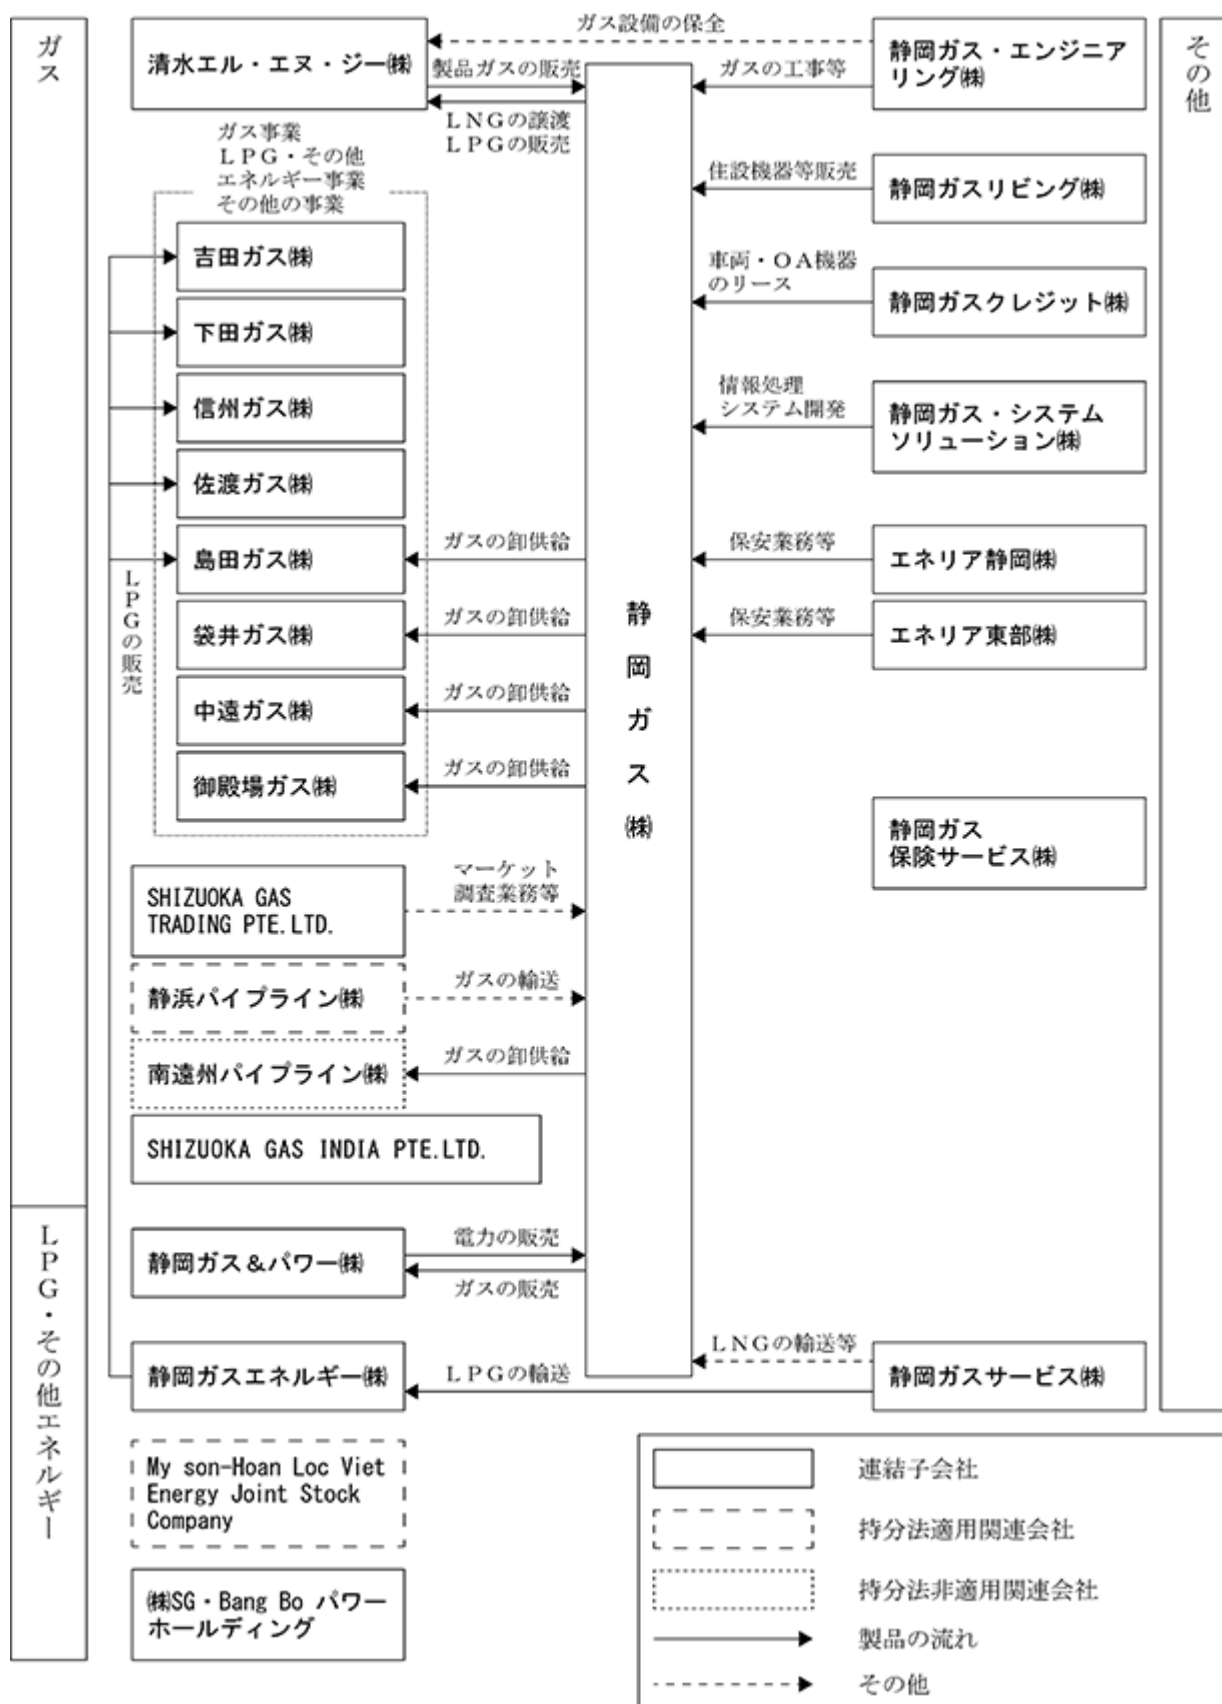 ガス
清水エル・エヌ・ジー㈱
ガス設備の保全
製品ガスの販売
LNGの譲渡
LPGの販売
ガスの工事等
静岡ガス・エンジニア
リング㈱
その他
ガス事業
LPG・その他
エネルギー事業
その他の事業
住設機器等販売
静岡ガスリビング㈱
吉田ガス㈱
車両・OA機器
のリース
静岡ガスクレジット㈱
下田ガス㈱
信州ガス㈱
情報処理
システム開発
静岡ガス・システム
ソリューション㈱
佐渡ガス㈱
島田ガス㈱
ガスの卸供給
保安業務等
エネリア静岡㈱
LPGの販売
袋井ガス㈱
ガスの卸供給
静岡ガス㈱
保安業務等
エネリア東部㈱
中遠ガス㈱
ガスの卸供給
御殿場ガス㈱
ガスの卸供給
静岡ガス
保険サービス㈱
SHIZUOKA GAS
TRADING PTE.LTD.
マーケット
調査業務等
静浜パイプライン㈱
ガスの輸送
南遠州パイプライン㈱
ガスの卸供給
SHIZUOKA GAS INDIA PTE.LTD.
LPG・その他エネルギー
静岡ガス＆パワー㈱
電力の販売
ガスの販売
静岡ガスエネルギー㈱
LPGの輸送
LNGの輸送等
静岡ガスサービス㈱
My son-Hoan Loc Viet
Energy Joint Stock
Company
㈱SG・Bang Bo パワー
ホールディング
連結子会社
持分法適用関連会社
持分法非適用関連会社
製品の流れ
その他